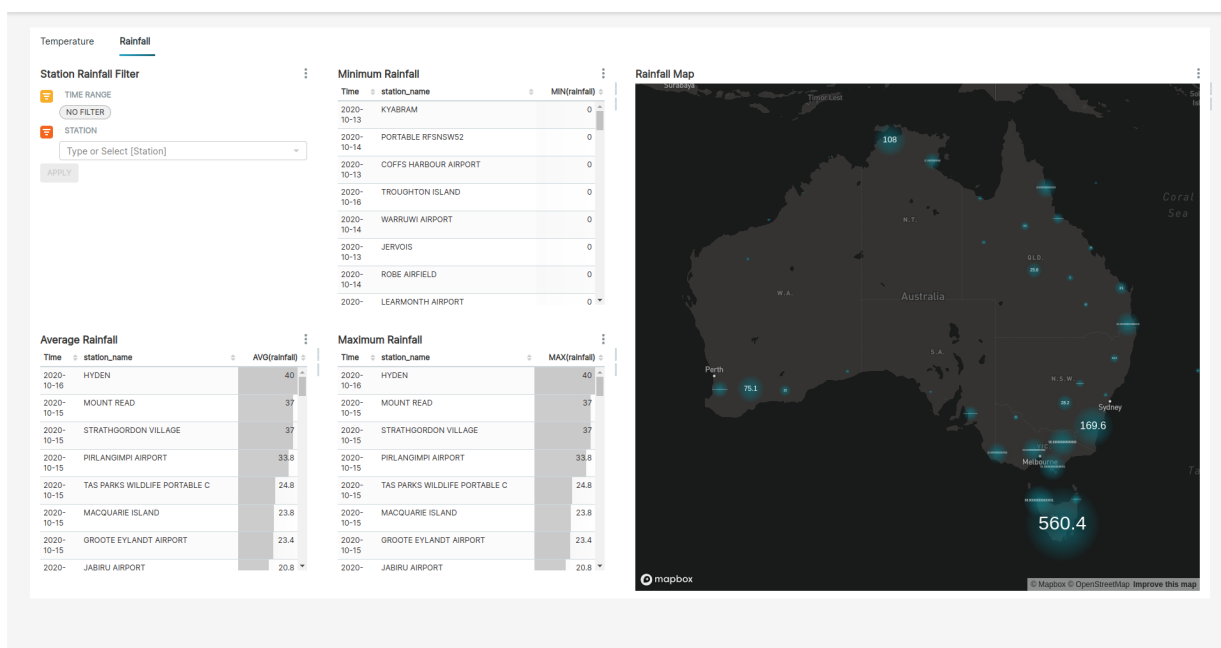 Temperature
Rainfall
Station Rainfall Filter
TIME RANGE
NO FILTER
STATION
Type or Select [Station]
APPLY
Minimum Rainfall
Time station_name MIN(rainfall)
2020-10-13 KYABRAM 0
2020-10-14 PORTABLE RFSNSW52 0
2020-10-13 COFFS HARBOUR AIRPORT 0
2020-10-16 TROUGHTON ISLAND 0
2020-10-14 WARRUWI AIRPORT 0
2020-10-13 JERVOIS 0
2020-10-14 ROBE AIRFIELD 0
2020- LEARMONTH AIRPORT 0
Average Rainfall
Time station_name AVG(rainfall)
2020-10-16 HYDEN 40
2020-10-15 MOUNT READ 37
2020-10-15 STRATHGORDON VILLAGE 37
2020-10-15 PIRLANGIMPI AIRPORT 33.8
2020-10-15 TAS PARKS WILDLIFE PORTABLE C 24.8
2020-10-15 MACQUARIE ISLAND 23.8
2020-10-15 GROOTE EYLANDT AIRPORT 23.4
2020- JABIRU AIRPORT 20.8
Maximum Rainfall
Time station_name MAX(rainfall)
2020-10-16 HYDEN 40
2020-10-15 MOUNT READ 37
2020-10-15 STRATHGORDON VILLAGE 37
2020-10-15 PIRLANGIMPI AIRPORT 33.8
2020-10-15 TAS PARKS WILDLIFE PORTABLE C 24.8
2020-10-15 MACQUARIE ISLAND 23.8
2020-10-15 GROOTE EYLANDT AIRPORT 23.4
2020- JABIRU AIRPORT 20.8
Rainfall Map
Surabaya
Timor Lest
108
Coral
Sea
N.T.
QLD.
23.6
W.A.
Australia
S.A.
Perth
75.1
N.S.W.
28.2
Sydney
169.6
Melbourne
560.4
mapbox
© Mapbox © OpenStreetMap Improve this map